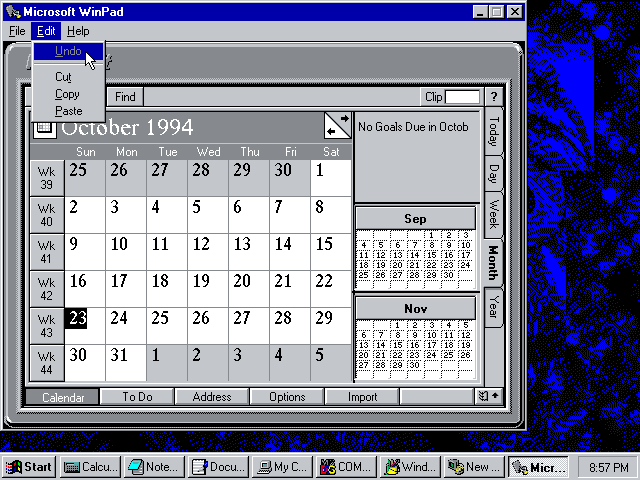 Microsoft WinPad
File Edit Help
Undo
Cut
Copy
Paste
Find
Clip
?
October 1994
No Goals Due in Octob
Sun Mon Tue Wed Thu Fri Sat
Wk 39 25 26 27 28 29 30 1
Wk 40 2 3 4 5 6 7 8
Wk 41 9 10 11 12 13 14 15
Wk 42 16 17 18 19 20 21 22
Wk 43 23 24 25 26 27 28 29
Wk 44 30 31 1 2 3 4 5
Sep
1 2 3
4 5 6 7 8 9 10
11 12 13 14 15 16 17
18 19 20 21 22 23 24
25 26 27 28 29 30
Nov
1 2 3 4 5
6 7 8 9 10 11 12
13 14 15 16 17 18 19
20 21 22 23 24 25 26
27 28 29 30
Today
Day
Week
Month
Year
Calendar To Do Address Options Import
Start Calcu... Note... Docu... My C... COM... Wind... New ... Micr... 8:57 PM